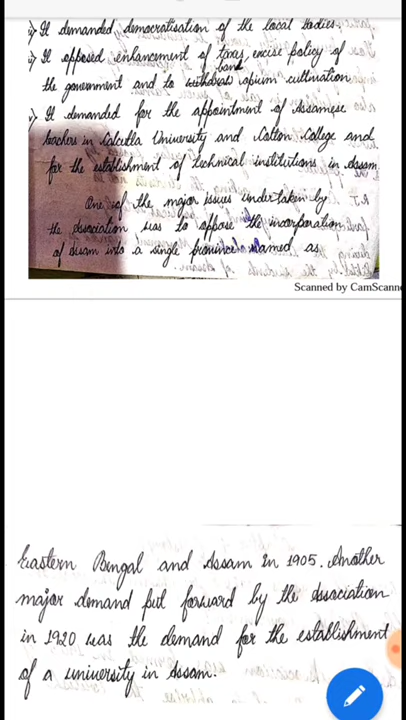 iii) It demanded democratisation of the local bodies.
iv) It opposed enhancement of taxes, excise policy of
band
the government and to withdraw opium cultivation
v) It demanded for the appointment of Assamese
teachers in Calcutta University and Cotton College and
for the establishment of technical institutions in Assam.
One of the major issues undertaken by
the Association was to oppose the incorporation
of Assam into a single province named as
Scanned by CamScanne
Eastern Bengal and Assam in 1905. Another
major demand put forward by the Association
in 1920 was the demand for the establishment
of a university in Assam.